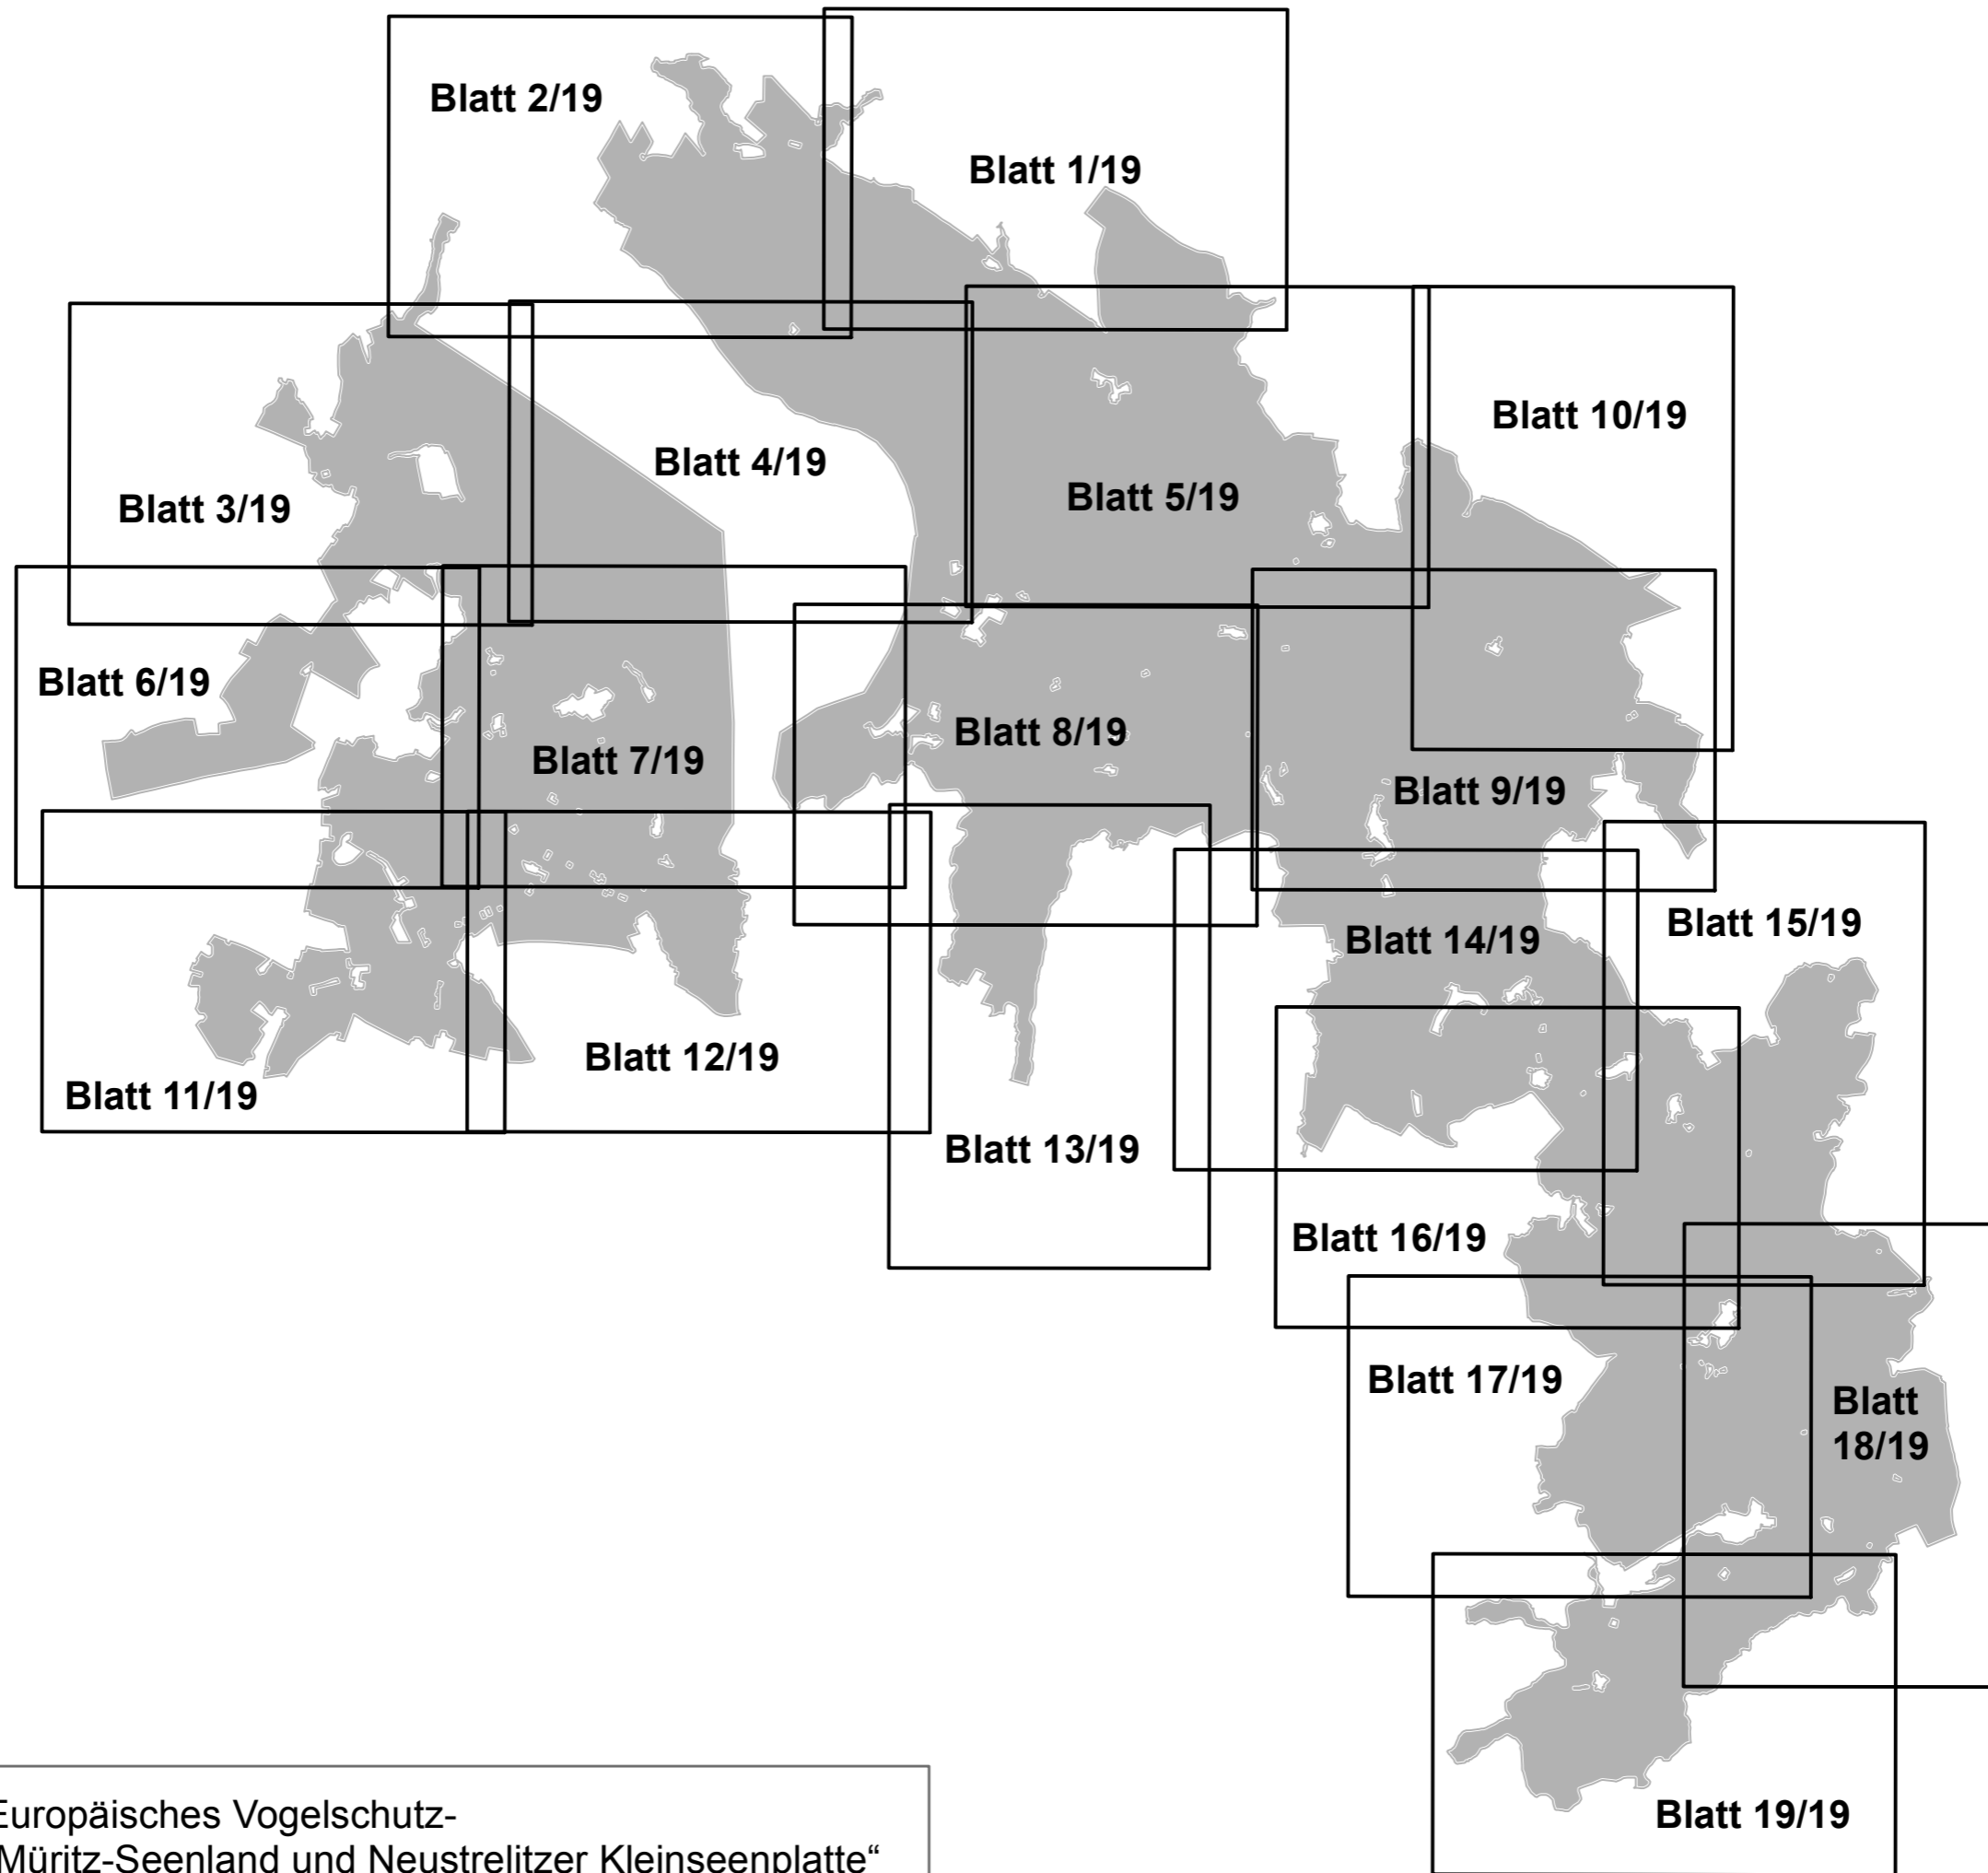 Blatt 2/19
Blatt 1/19
Blatt 10/19
Blatt 4/19
Blatt 5/19
Blatt 3/19
Blatt 6/19
Blatt 8/19
Blatt 7/19
Blatt 9/19
Blatt 15/19
Blatt 14/19
Blatt 12/19
Blatt 11/19
Blatt 13/19
Blatt 16/19
Blatt 17/19
Blatt
18/19
Blatt 19/19
Europäisches Vogelschutz-
Müritz-Seenland und Neustrelitzer Kleinseenplatte“